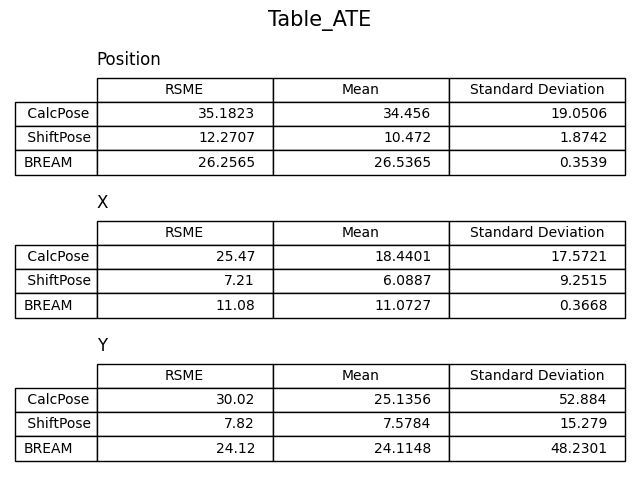 Table_ATE
Position
RSME Mean Standard Deviation
CalcPose 35.1823 34.456 19.0506
ShiftPose 12.2707 10.472 1.8742
BREAM 26.2565 26.5365 0.3539
X
RSME Mean Standard Deviation
CalcPose 25.47 18.4401 17.5721
ShiftPose 7.21 6.0887 9.2515
BREAM 11.08 11.0727 0.3668
Y
RSME Mean Standard Deviation
CalcPose 30.02 25.1356 52.884
ShiftPose 7.82 7.5784 15.279
BREAM 24.12 24.1148 48.2301